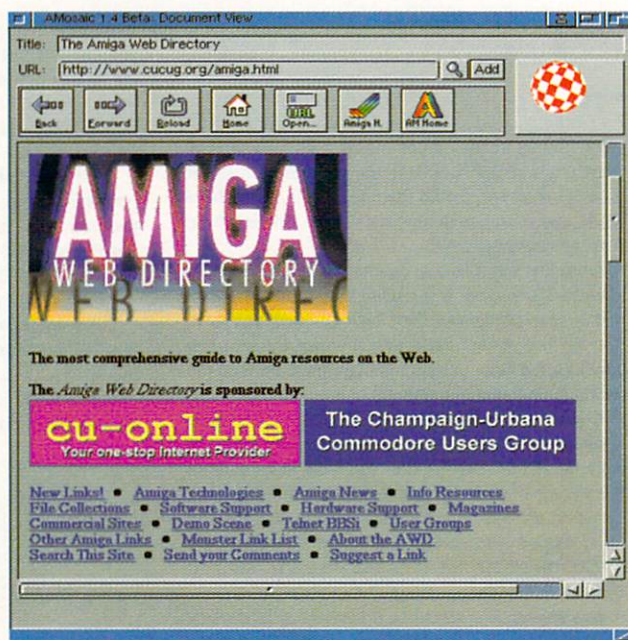 AMosaic 1.4 Beta: Document View
Title: The Amiga Web Directory
URL: http://www.cucug.org/amiga.html Add
Back Forward Reload Home Open... Amiga H. AM Home
URL
AMIGA
WEB DIRECTORY
WEB DIREC
The most comprehensive guide to Amiga resources on the Web.
The Amiga Web Directory is sponsored by:
cu-online
Your one-stop Internet Provider
The Champaign-Urbana
Commodore Users Group
New Links! • Amiga Technologies • Amiga News • Info Resources
File Collections • Software Support • Hardware Support • Magazines
Commercial Sites • Demo Scene • Telnet BBSi • User Groups
Other Amiga Links • Monster Link List • About the AWD
Search This Site • Send your Comments • Suggest a Link